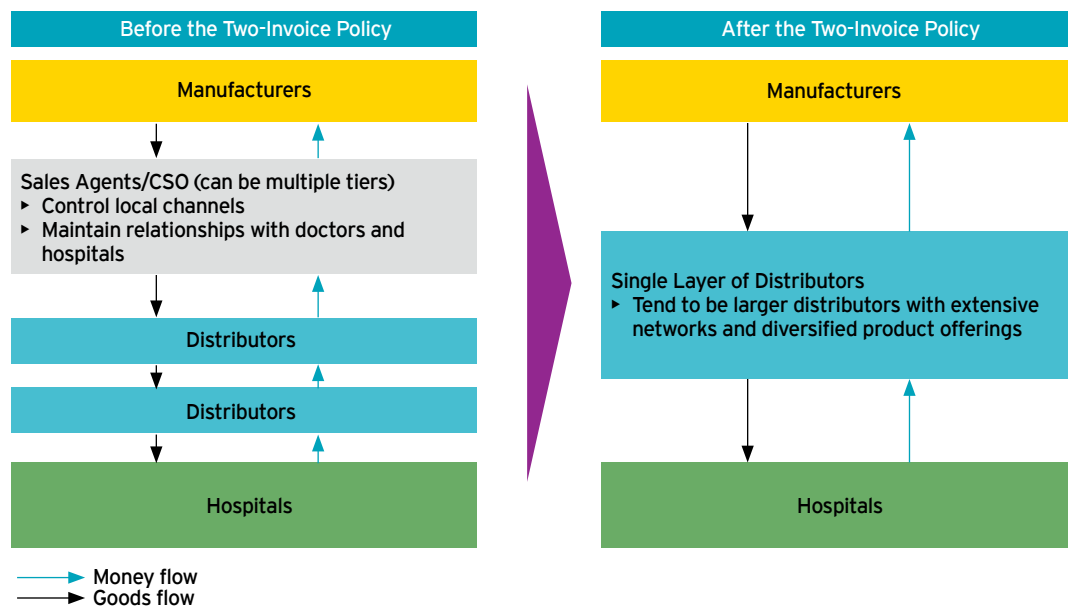 Before the Two-Invoice Policy
Manufacturers
Sales Agents/CSO (can be multiple tiers)
▸ Control local channels
▸ Maintain relationships with doctors and
hospitals
Distributors
Distributors
Hospitals
Money flow
Goods flow
After the Two-Invoice Policy
Manufacturers
Single Layer of Distributors
▸ Tend to be larger distributors with extensive
networks and diversified product offerings
Hospitals